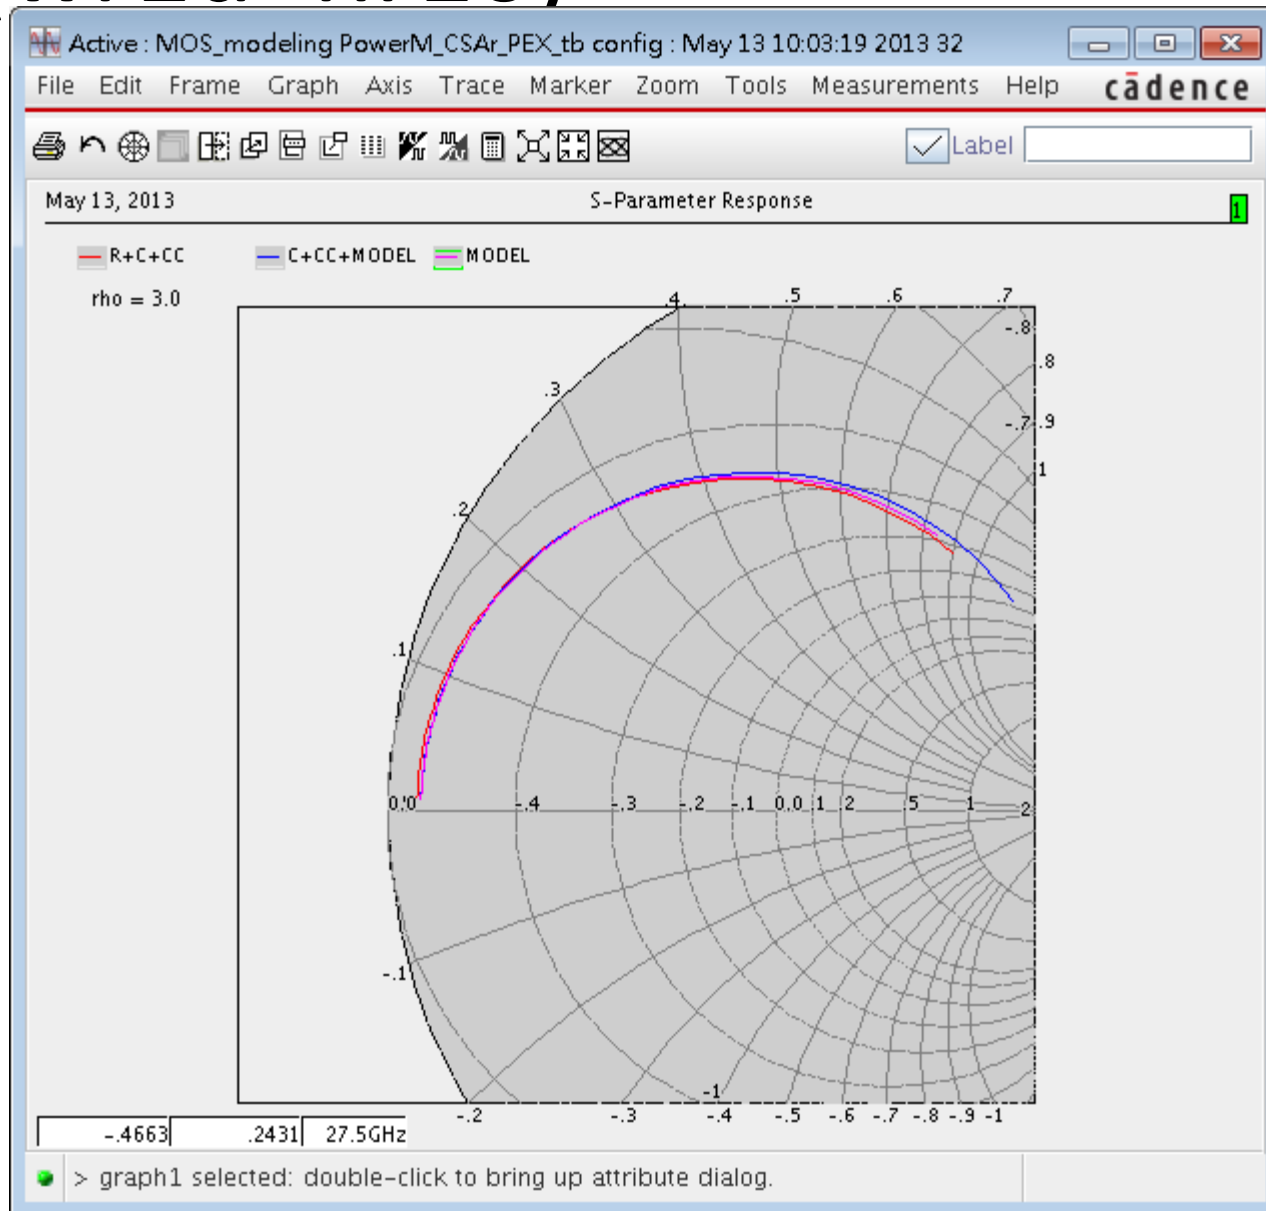 Active : MOS_modeling PowerM_CSAr_PEX_tb config : May 13 10:03:19 2013 32
File Edit Frame Graph Axis Trace Marker Zoom Tools Measurements Help cādence
Label
May 13, 2013 S-Parameter Response 1
R+C+CC C+CC+MODEL MODEL
rho = 3.0
.4 .5 .6 .7
-.8
.8
.3
-.7 .9
1
.2
.1
0.0 -.4 -.3 -.2 -.1 0.0 .1 .2 .5 1 2
-.1
-1
-.2 -.3 -.4 -.5 -.6 -.7 -.8 -.9 -1
-.4663 .2431 27.5GHz
> graph1 selected: double-click to bring up attribute dialog.